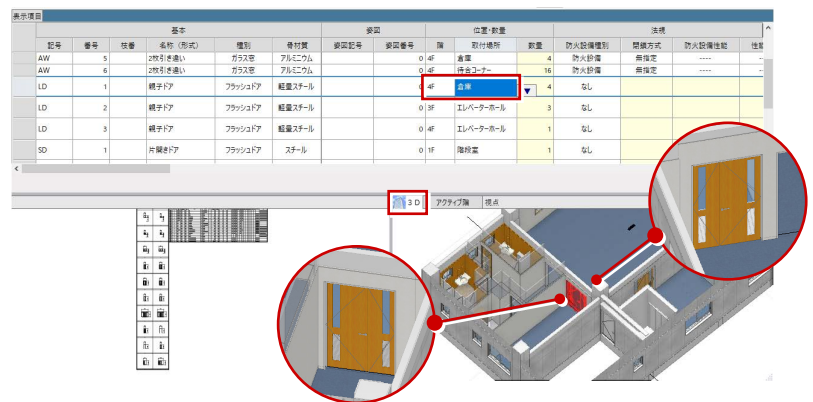 表示項目
基本 姿図 位置・数量 法規
記号 番号 枝番 名称（形式） 種別 骨材質 姿図記号 姿図番号 階 取付場所 数量 防火設備種別 閉鎖方式 防火設備性能
AW 5 2枚引き違い ガラス窓 アルミニウム 0 4F 倉庫 4 防火設備 無指定 ----
AW 6 2枚引き違い ガラス窓 アルミニウム 0 4F 待合コーナー 16 防火設備 無指定 ----
LD 1 親子ドア フラッシュドア 軽量スチール 0 4F 倉庫 4 なし
LD 2 親子ドア フラッシュドア 軽量スチール 0 3F エレベーターホール 3 なし
LD 3 親子ドア フラッシュドア 軽量スチール 0 4F エレベーターホール 1 なし
SD 1 片開きドア フラッシュドア スチール 0 1F 階段室 1 なし
3D アクティブ階 視点